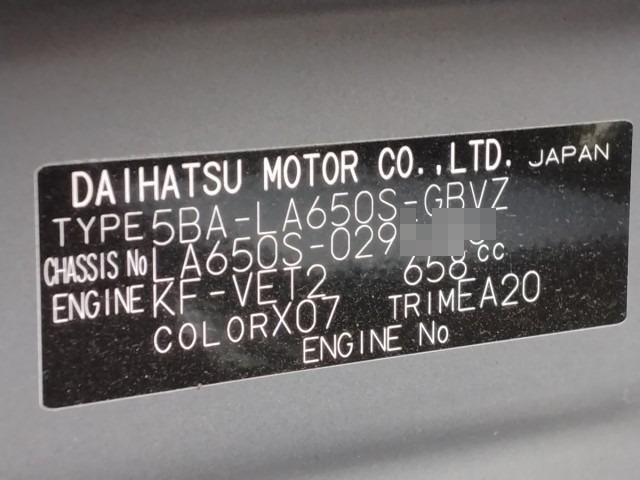 DAIHATSU MOTOR CO.,LTD. JAPAN
TYPE 5BA-LA650S-GBVZ
CHASSIS No LA650S-029
ENGINE KF-VET2 658cc
COLOR X07 TRIM EA20
ENGINE No